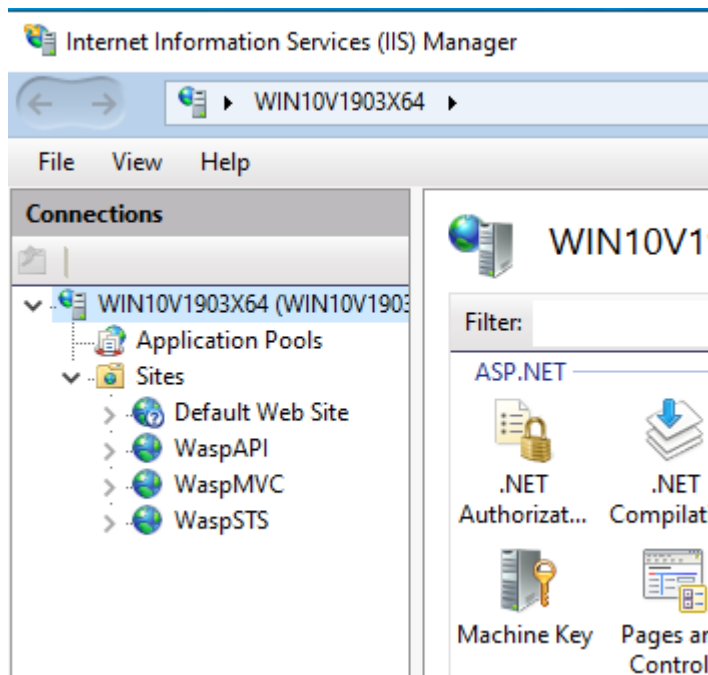 Internet Information Services (IIS) Manager
WIN10V1903X64
File View Help
Connections
WIN10V1903X64 (WIN10V1903
Application Pools
Sites
Default Web Site
WaspAPI
WaspMVC
WaspSTS
WIN10V1
Filter:
ASP.NET
.NET Authorizat...
.NET Compilat
Machine Key
Pages an
Control